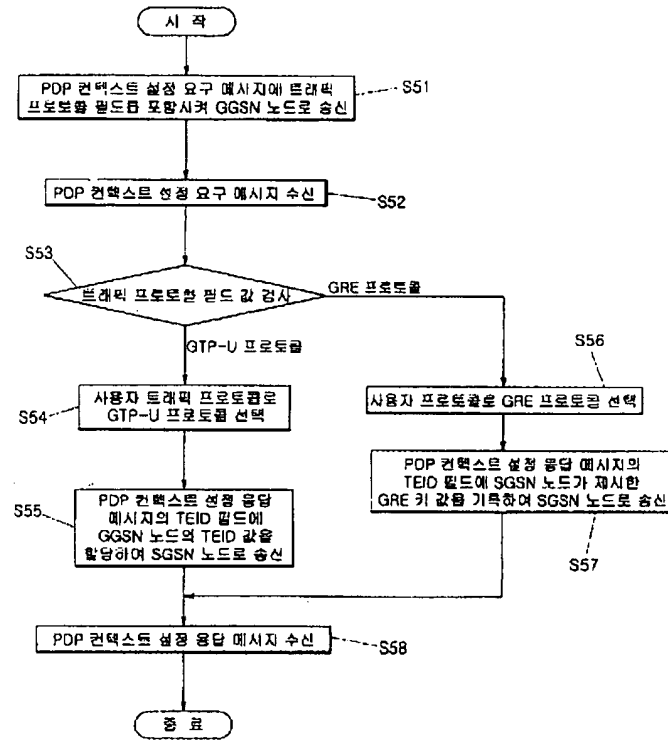 시 작
PDP 컨텍스트 설정 요구 메시지에 트래픽
프로토콜 필드를 포함시켜 GGSN 노드로 송신
S51
PDP 컨텍스트 설정 요구 메시지 수신
S52
S53
트래픽 프로토콜 필드 값 검사
GRE 프로토콜
GTP-U 프로토콜
S54
사용자 트래픽 프로토콜로
GTP-U 프로토콜 선택
S56
사용자 프로토콜로 GRE 프로토콜 선택
S55
PDP 컨텍스트 설정 응답
메시지의 TEID 필드에
GGSN 노드의 TEID 값을
할당하여 SGSN 노드로 송신
PDP 컨텍스트 설정 응답 메시지의
TEID 필드에 SGSN 노드가 제시한
GRE 키 값을 기록하여 SGSN 노드로 송신
S57
PDP 컨텍스트 설정 응답 메시지 수신
S58
종 료